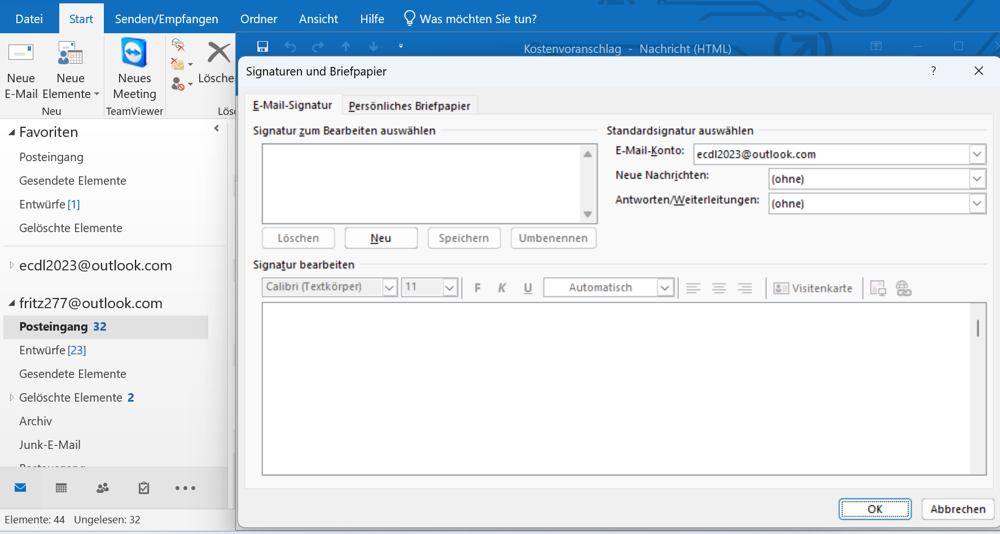 Datei Start Senden/Empfangen Ordner Ansicht Hilfe Was möchten Sie tun?
Kostenvoranschlag - Nachricht (HTML)
Neue E-Mail
Neue Elemente
Neues Meeting
Löschen
Neu
TeamViewer
Lösc
Favoriten
Posteingang
Gesendete Elemente
Entwürfe [1]
Gelöschte Elemente
ecdl2023@outlook.com
fritz277@outlook.com
Posteingang 32
Entwürfe [23]
Gesendete Elemente
Gelöschte Elemente 2
Archiv
Junk-E-Mail
Elemente: 44 Ungelesen: 32
Signaturen und Briefpapier ?
E-Mail-Signatur Persönliches Briefpapier
Signatur zum Bearbeiten auswählen
Löschen Neu Speichern Umbenennen
Standardsignatur auswählen
E-Mail-Konto: ecdl2023@outlook.com
Neue Nachrichten: (ohne)
Antworten/Weiterleitungen: (ohne)
Signatur bearbeiten
Calibri (Textkörper) 11 F K U Automatisch Visitenkarte
OK Abbrechen